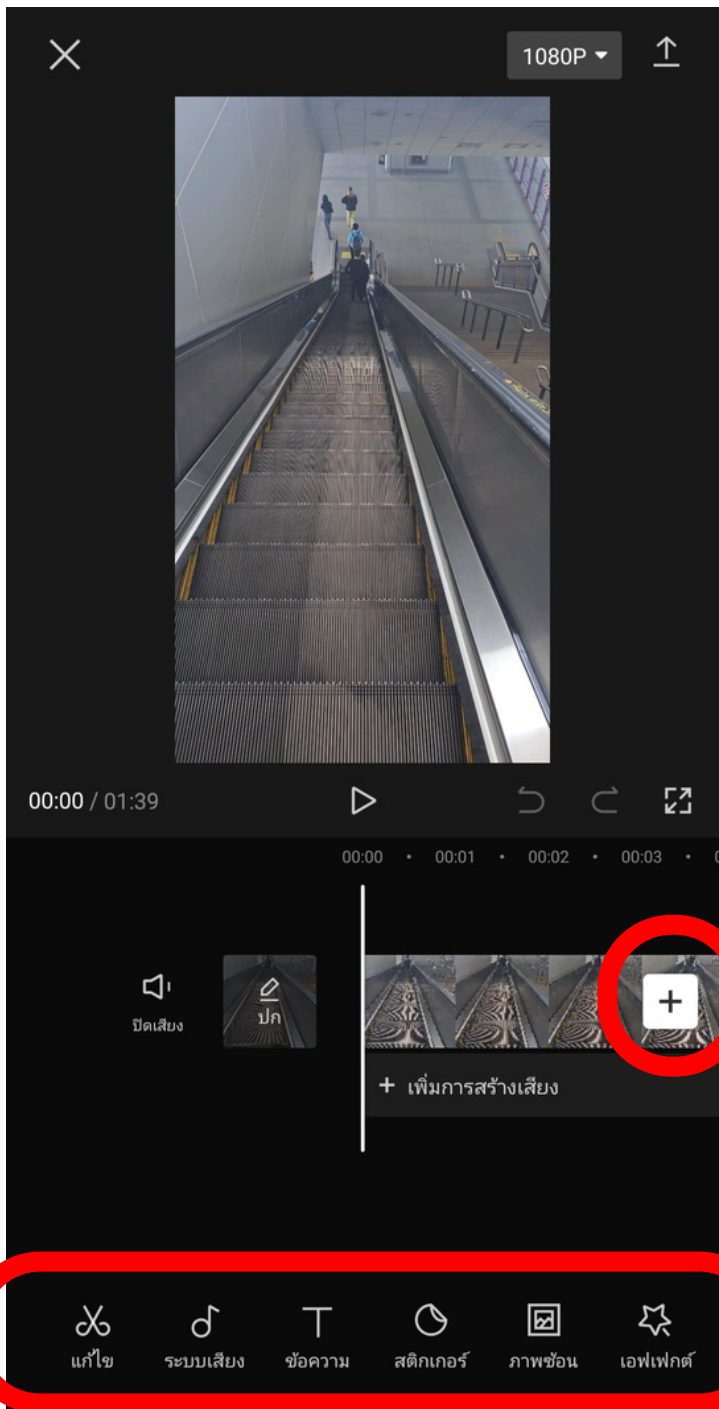 1080P
00:00 / 01:39
00:00 • 00:01 • 00:02 • 00:03 •
ปิดเสียง
ปก
+ เพิ่มการสร้างเสียง
แก้ไข ระบบเสียง ข้อความ สติกเกอร์ ภาพซ้อน เอฟเฟกต์